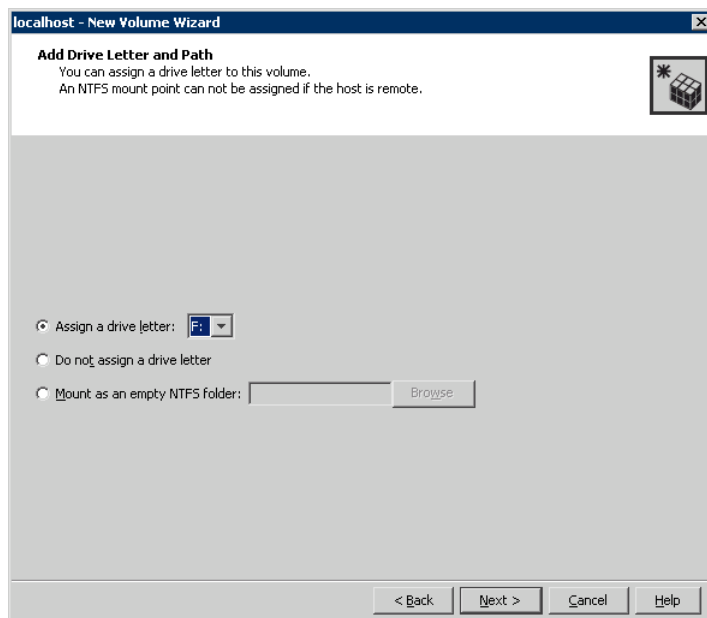 localhost - New Volume Wizard
Add Drive Letter and Path
You can assign a drive letter to this volume.
An NTFS mount point can not be assigned if the host is remote.
Assign a drive letter: F:
Do not assign a drive letter
Mount as an empty NTFS folder: Browse
< Back Next > Cancel Help